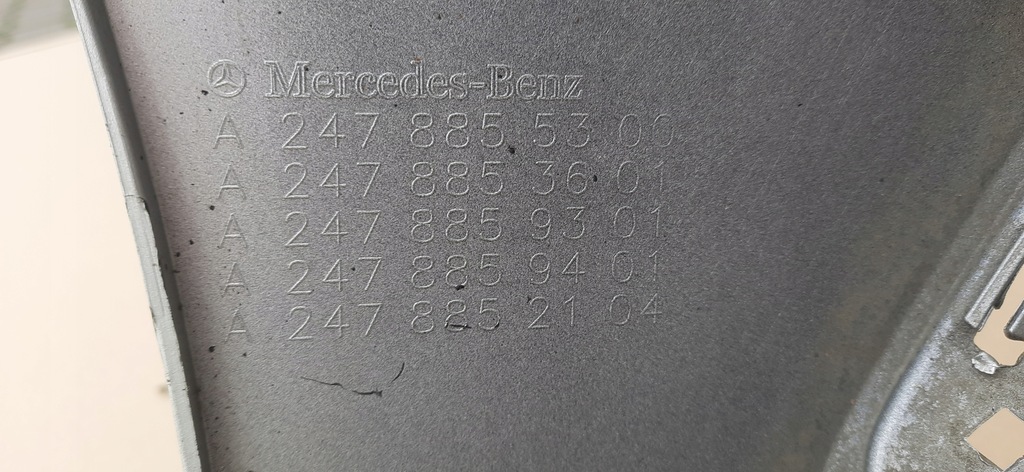 Mercedes-Benz
A 247 885 53 00
A 247 885 36 01
A 247 885 93 01
A 247 885 94 01
A 247 885 21 04